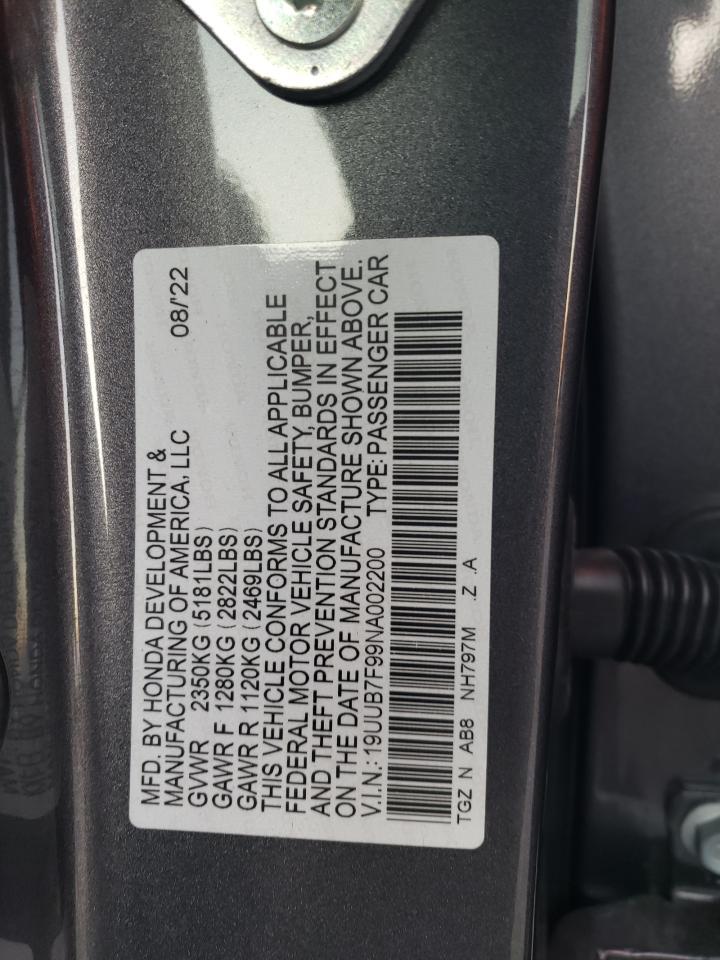 MFD. BY HONDA DEVELOPMENT &
MANUFACTURING OF AMERICA, LLC 08/'22
GVWR 2350KG (5181LBS)
GAWR F 1280KG (2822LBS)
GAWR R 1120KG (2469LBS)
THIS VEHICLE CONFORMS TO ALL APPLICABLE
FEDERAL MOTOR VEHICLE SAFETY, BUMPER,
AND THEFT PREVENTION STANDARDS IN EFFECT
ON THE DATE OF MANUFACTURE SHOWN ABOVE.
V.I.N.: 19UUB7F99NA002200 TYPE: PASSENGER CAR
TGZ N AB8 NH797M Z .A